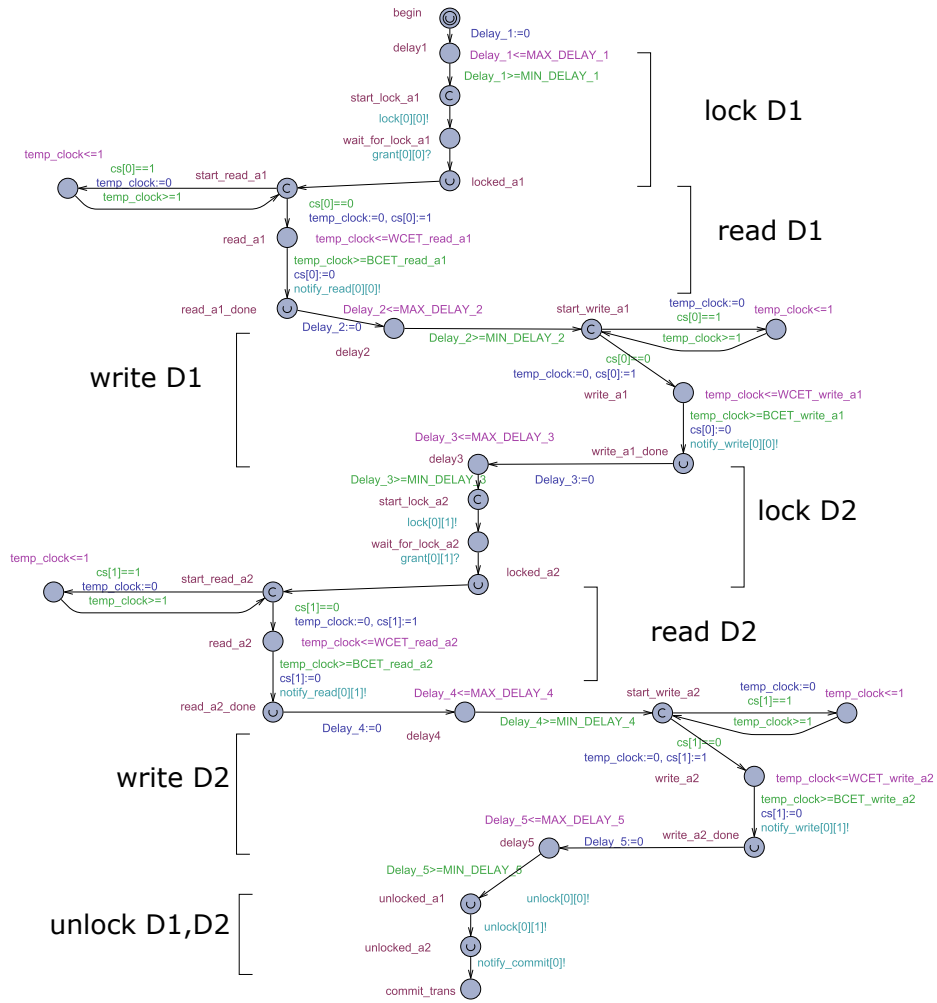 begin
Delay_1:=0
delay1
Delay_1<=MAX_DELAY_1
Delay_1>=MIN_DELAY_1
start_lock_a1
lock D1
lock[0][0]!
wait_for_lock_a1
grant[0][0]?
temp_clock<=1
cs[0]==1
start_read_a1
locked_a1
temp_clock:=0
temp_clock>=1
cs[0]==0
temp_clock:=0, cs[0]:=1
read D1
read_a1
temp_clock<=WCET_read_a1
temp_clock>=BCET_read_a1
cs[0]:=0
notify_read[0][0]!
read_a1_done
Delay_2<=MAX_DELAY_2
start_write_a1
temp_clock:=0
temp_clock<=1
cs[0]==1
Delay_2:=0
Delay_2>=MIN_DELAY_2
temp_clock>=1
delay2
cs[0]==0
write D1
temp_clock:=0, cs[0]:=1
write_a1
temp_clock<=WCET_write_a1
temp_clock>=BCET_write_a1
cs[0]:=0
Delay_3<=MAX_DELAY_3
notify_write[0][0]!
write_a1_done
delay3
Delay_3>=MIN_DELAY_3
Delay_3:=0
start_lock_a2
lock D2
lock[0][1]!
wait_for_lock_a2
grant[0][1]?
temp_clock<=1
cs[1]==1
start_read_a2
locked_a2
temp_clock:=0
temp_clock>=1
cs[1]==0
temp_clock:=0, cs[1]:=1
read D2
read_a2
temp_clock<=WCET_read_a2
temp_clock>=BCET_read_a2
cs[1]:=0
notify_read[0][1]!
read_a2_done
Delay_4<=MAX_DELAY_4
start_write_a2
temp_clock:=0
temp_clock<=1
cs[1]==1
Delay_4:=0
Delay_4>=MIN_DELAY_4
temp_clock>=1
delay4
cs[1]==0
temp_clock:=0, cs[1]:=1
write D2
write_a2
temp_clock<=WCET_write_a2
temp_clock>=BCET_write_a2
cs[1]:=0
Delay_5<=MAX_DELAY_5
notify_write[0][1]!
write_a2_done
delay5
Delay_5:=0
Delay_5>=MIN_DELAY_5
unlocked_a1
unlock[0][0]!
unlock D1,D2
unlock[0][1]!
unlocked_a2
notify_commit[0]!
commit_trans